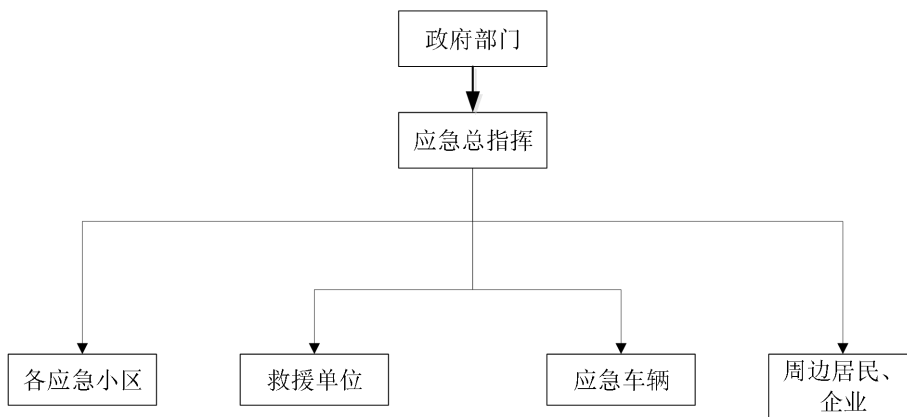 政府部门
应急总指挥
各应急小区
救援单位
应急车辆
周边居民、
企业